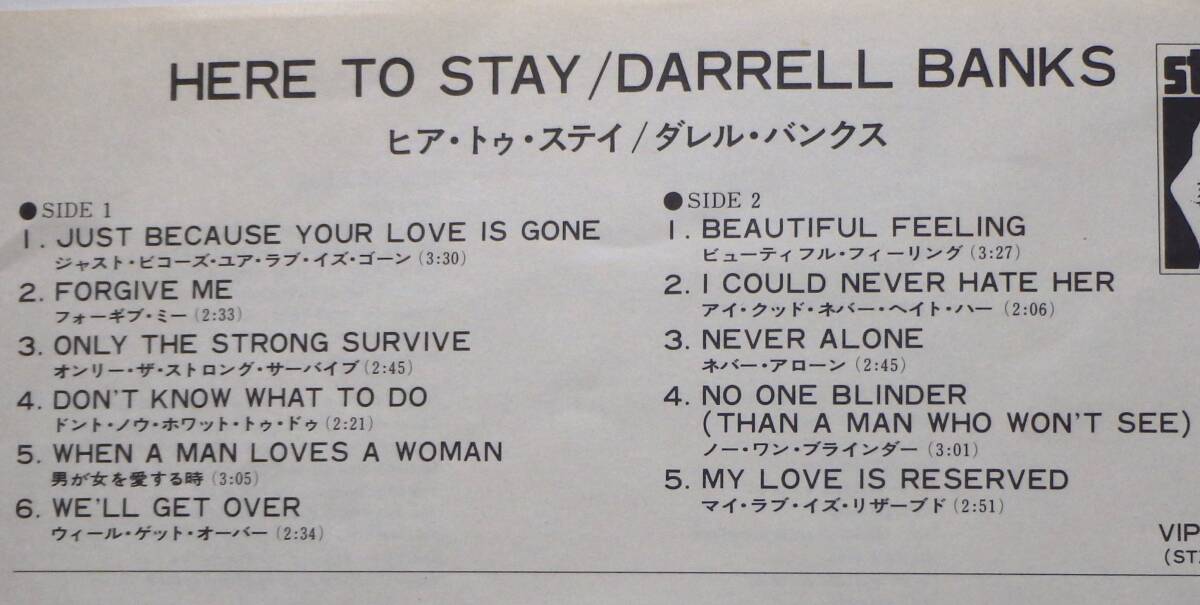 HERE TO STAY/DARRELL BANKS
ヒア・トゥ・ステイ/ダレル・バンクス
●SIDE 1
1. JUST BECAUSE YOUR LOVE IS GONE
ジャスト・ビコーズ・ユア・ラブ・イズ・ゴーン(3:30)
2. FORGIVE ME
フォーギブ・ミー(2:33)
3. ONLY THE STRONG SURVIVE
オンリー・ザ・ストロング・サーバイブ(2:45)
4. DON'T KNOW WHAT TO DO
ドント・ノウ・ホワット・トゥ・ドゥ(2:21)
5. WHEN A MAN LOVES A WOMAN
男が女を愛する時(3:05)
6. WE'LL GET OVER
ウィール・ゲット・オーバー(2:34)
●SIDE 2
1. BEAUTIFUL FEELING
ビューティフル・フィーリング(3:27)
2. I COULD NEVER HATE HER
アイ・クッド・ネバー・ヘイト・ハー(2:06)
3. NEVER ALONE
ネバー・アローン(2:45)
4. NO ONE BLINDER
(THAN A MAN WHO WON'T SEE)
ノー・ワン・ブラインダー(3:01)
5. MY LOVE IS RESERVED
マイ・ラブ・イズ・リザーブド(2:51)
st
VIP
(ST